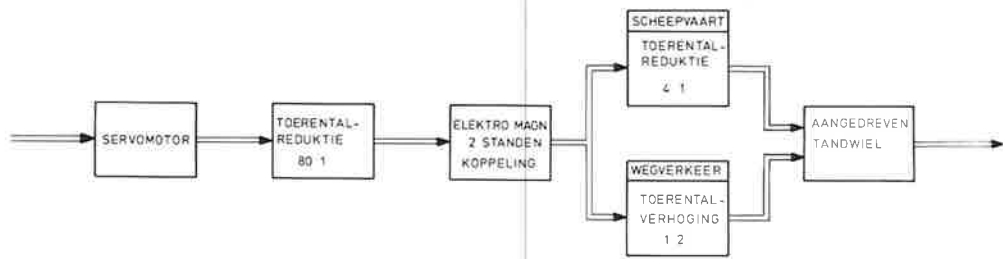 SERVOMOTOR
TOERENTAL-
REDUKTIE
80 1
ELEKTRO MAGN
2 STANDEN
KOPPELING
SCHEEPVAART
TOERENTAL-
REDUKTIE
4 1
WEGVERKEER
TOERENTAL-
VERHOGING
1 2
AANGEDREVEN
TANDWIEL